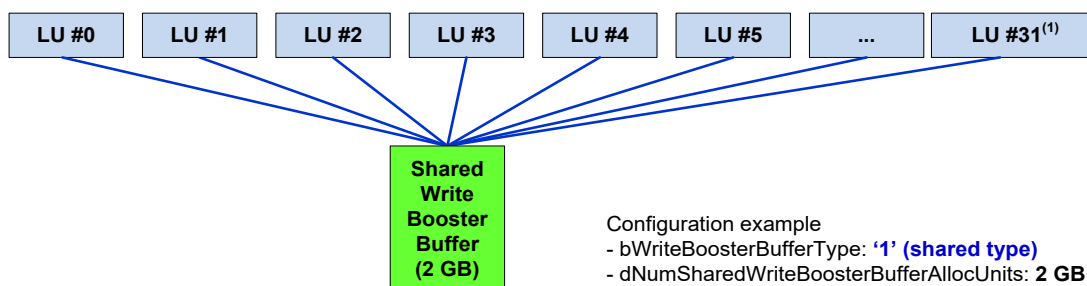 LU #0 LU #1 LU #2 LU #3 LU #4 LU #5 ... LU #31(1)
Shared
Write
Booster
Buffer
(2 GB)
Configuration example
- bWriteBoosterBufferType: ‘1’ (shared type)
- dNumSharedWriteBoosterBufferAllocUnits: 2 GB